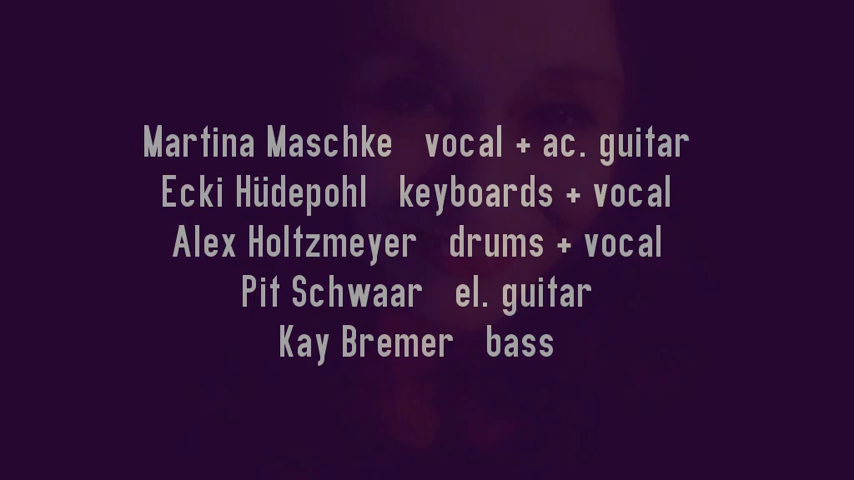 Martina Maschke vocal + ac. guitar
Ecki Hüdepohl keyboards + vocal
Alex Holtzmeyer drums + vocal
Pit Schwaar el. guitar
Kay Bremer bass